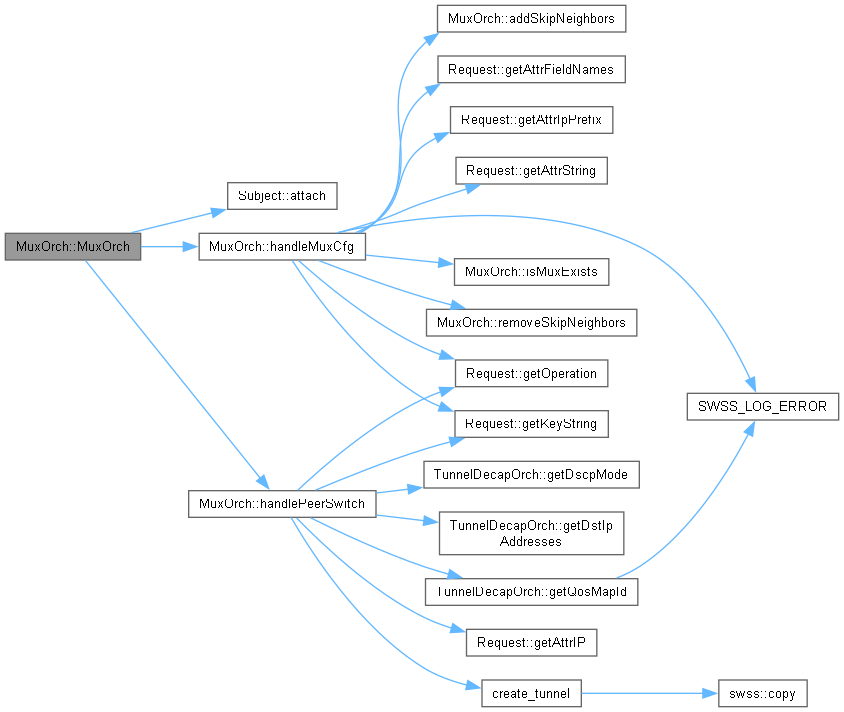 MuxOrch::addSkipNeighbors
Request::getAttrFieldNames
Request::getAttrIpPrefix
Request::getAttrString
Subject::attach
MuxOrch::MuxOrch
MuxOrch::handleMuxCfg
MuxOrch::isMuxExists
MuxOrch::removeSkipNeighbors
Request::getOperation
SWSS_LOG_ERROR
Request::getKeyString
TunnelDecapOrch::getDscpMode
MuxOrch::handlePeerSwitch
TunnelDecapOrch::getDstIp
Addresses
TunnelDecapOrch::getQosMapId
Request::getAttrIP
create_tunnel
swss::copy